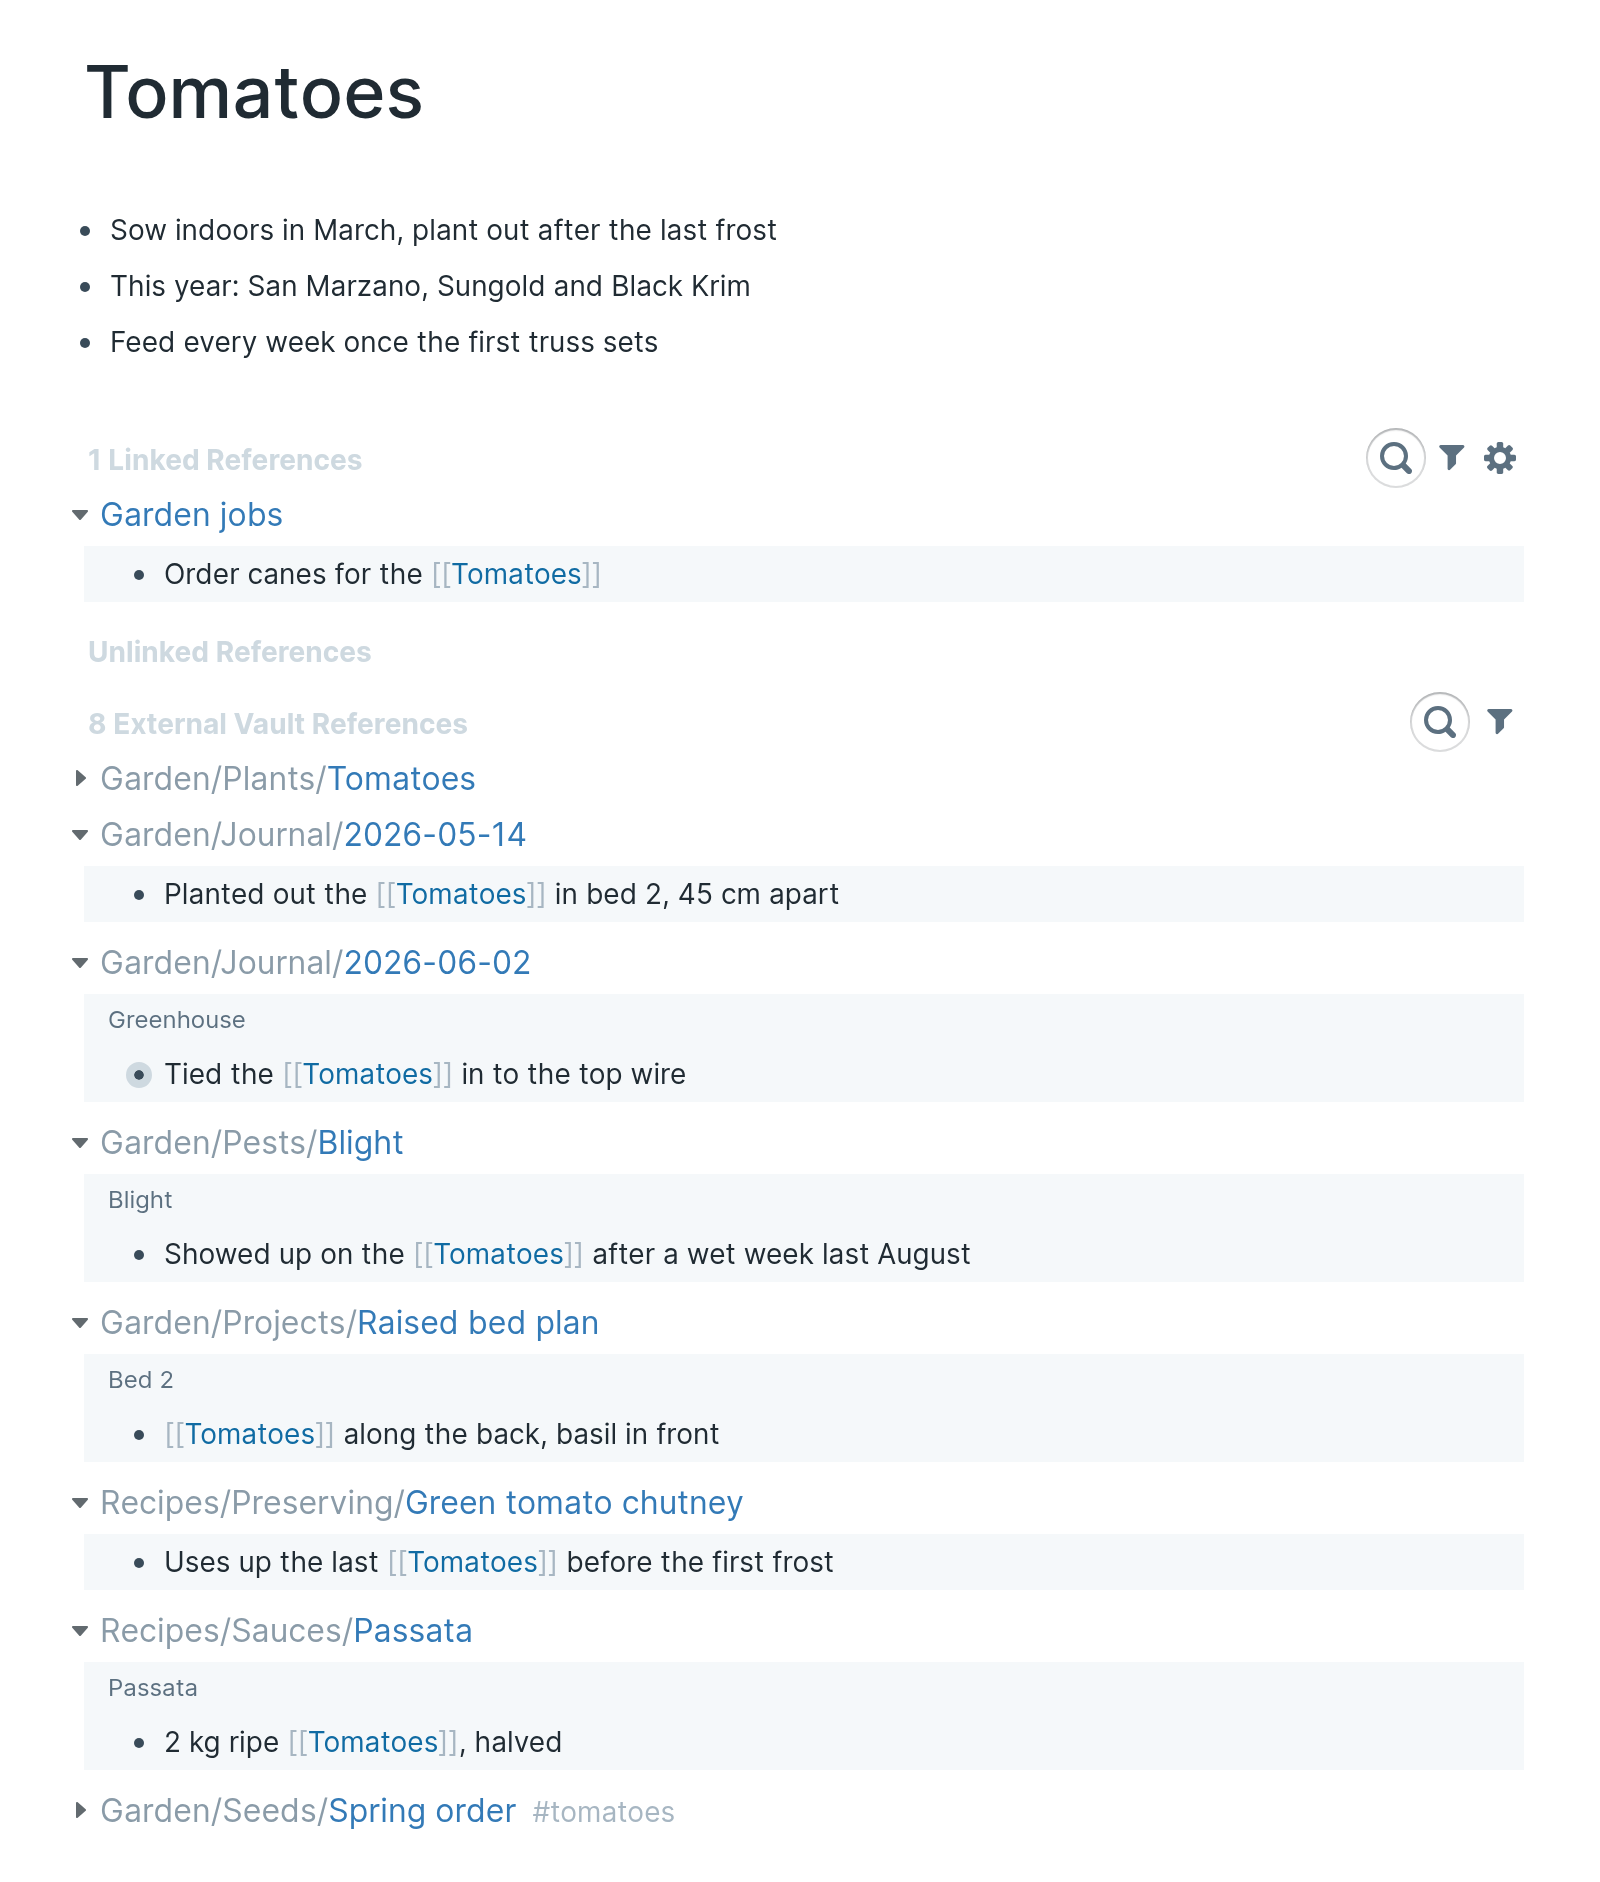 Tomatoes
Sow indoors in March, plant out after the last frost
This year: San Marzano, Sungold and Black Krim
Feed every week once the first truss sets
1 Linked References
Garden jobs
Order canes for the [[Tomatoes]]
Unlinked References
8 External Vault References
Garden/Plants/Tomatoes
Garden/Journal/2026-05-14
Planted out the [[Tomatoes]] in bed 2, 45 cm apart
Garden/Journal/2026-06-02
Greenhouse
Tied the [[Tomatoes]] in to the top wire
Garden/Pests/Blight
Blight
Showed up on the [[Tomatoes]] after a wet week last August
Garden/Projects/Raised bed plan
Bed 2
[[Tomatoes]] along the back, basil in front
Recipes/Preserving/Green tomato chutney
Uses up the last [[Tomatoes]] before the first frost
Recipes/Sauces/Passata
Passata
2 kg ripe [[Tomatoes]], halved
Garden/Seeds/Spring order #tomatoes